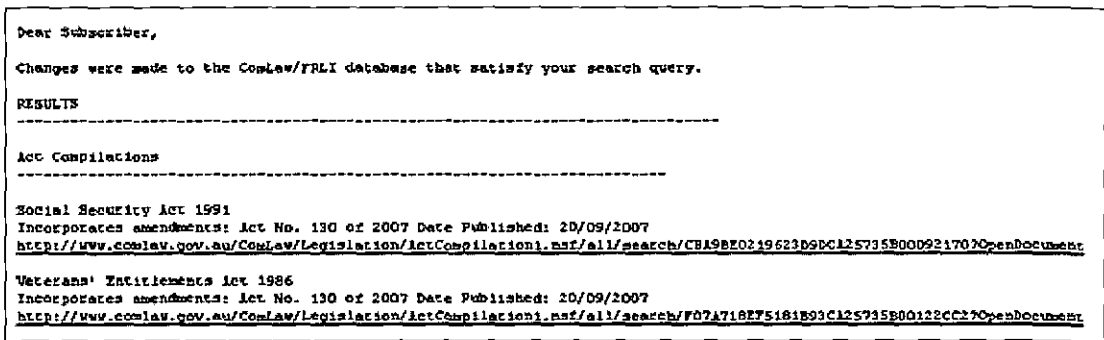 Dear Subscriber,
Changes were made to the ComLaw/FRLI database that satisfy your search query.
RESULTS
--------------------------------------------------------------------------------
Act Compilations
--------------------------------------------------------------------------
Social Security Act 1991
Incorporates amendments: Act No. 130 of 2007 Date Published: 20/09/2007
http://www.comlaw.gov.au/ComLaw/Legislation/ActCompilation1.nsf/all/search/CBA9BE0219623D9DCA25735B00092170?OpenDocument
Veterans' Entitlements Act 1986
Incorporates amendments: Act No. 130 of 2007 Date Published: 20/09/2007
http://www.comlaw.gov.au/ComLaw/Legislation/ActCompilation1.nsf/all/search/F07A718EF5181B93CA25735B00122CC2?OpenDocument